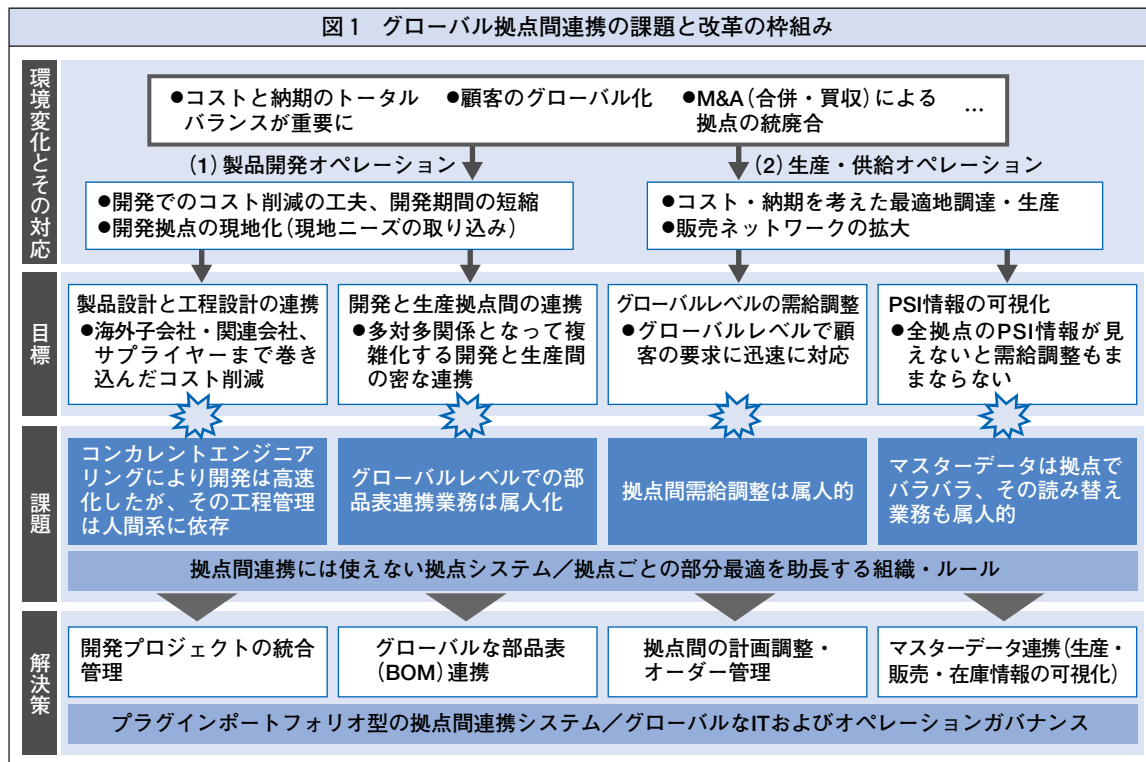 図1 グローバル拠点間連携の課題と改革の枠組み
環境変化とその対応
●コストと納期のトータル
バランスが重要に
●顧客のグローバル化
●M&A（合併・買収）による
拠点の統廃合
…
（1）製品開発オペレーション
（2）生産・供給オペレーション
●開発でのコスト削減の工夫、開発期間の短縮
●開発拠点の現地化（現地ニーズの取り込み）
●コスト・納期を考えた最適地調達・生産
●販売ネットワークの拡大
目標
製品設計と工程設計の連携
●海外子会社・関連会社、
サプライヤーまで巻き
込んだコスト削減
開発と生産拠点間の連携
●多対多関係となって複
雑化する開発と生産間
の密な連携
グローバルレベルの需給調整
●グローバルレベルで顧
客の要求に迅速に対応
PSI情報の可視化
●全拠点のPSI情報が見
えないと需給調整もま
まならない
課題
コンカレントエンジニア
リングにより開発は高速
化したが、その工程管理
は人間系に依存
グローバルレベルでの部
品表連携業務は属人化
拠点間需給調整は属人的
マスターデータは拠点で
バラバラ、その読み替え
業務も属人的
拠点間連携には使えない拠点システム／拠点ごとの部分最適を助長する組織・ルール
解決策
開発プロジェクトの統合
管理
グローバルな部品表
（BOM）連携
拠点間の計画調整・
オーダー管理
マスターデータ連携（生産・
販売・在庫情報の可視化）
プラグインポートフォリオ型の拠点間連携システム／グローバルなITおよびオペレーションガバナンス